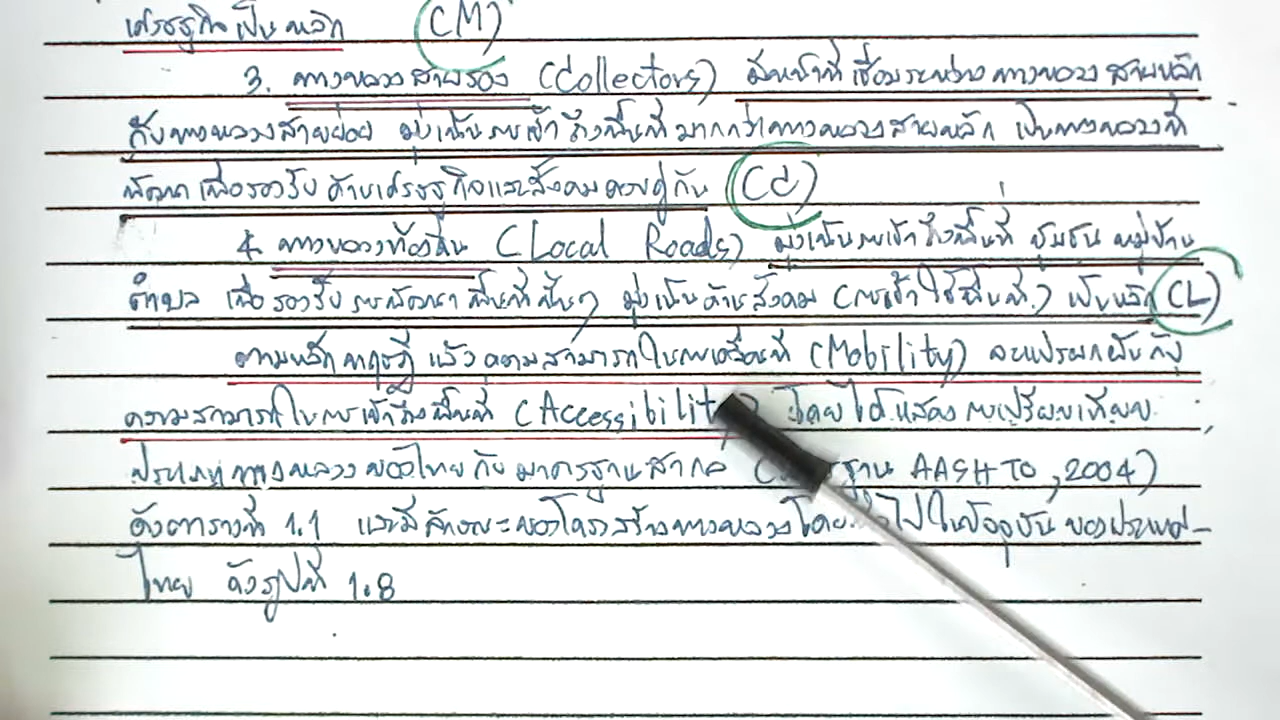 เศรษฐกิจเป็นหลัก (M)
3. ทางหลวงสายรอง (Collectors) มีหน้าที่เชื่อมระหว่างทางหลวงสายหลัก
กับทางหลวงสายย่อย มุ่งเน้นการเข้าถึงพื้นที่มากกว่าทางหลวงสายหลัก เป็นทางหลวงที่
พัฒนาเพื่อรองรับด้านเศรษฐกิจและสังคมควบคู่กัน (C)
4. ทางหลวงท้องถิ่น (Local Roads) มุ่งเน้นการเข้าถึงพื้นที่ ชุมชน หมู่บ้าน
ตำบล เพื่อรองรับการพัฒนาพื้นที่นั้นๆ มุ่งเน้นด้านสังคม (การเข้าใช้พื้นที่) เป็นหลัก (L)
ตามหลักทฤษฎีแล้วความสามารถในการเคลื่อนที่ (Mobility) จะแปรผกผันกับ
ความสามารถในการเข้าถึงพื้นที่ (Accessibility) โดยได้แสดงการเปรียบเทียบ
ประเภททางหลวงของไทยกับมาตรฐานสากล ( AASHTO, 2004)
ดังตารางที่ 1.1 และมีลักษณะของโครงสร้างทางหลวงโดยทั่วไปในปัจจุบันของประเทศ-
ไทย ดังรูปที่ 1.8